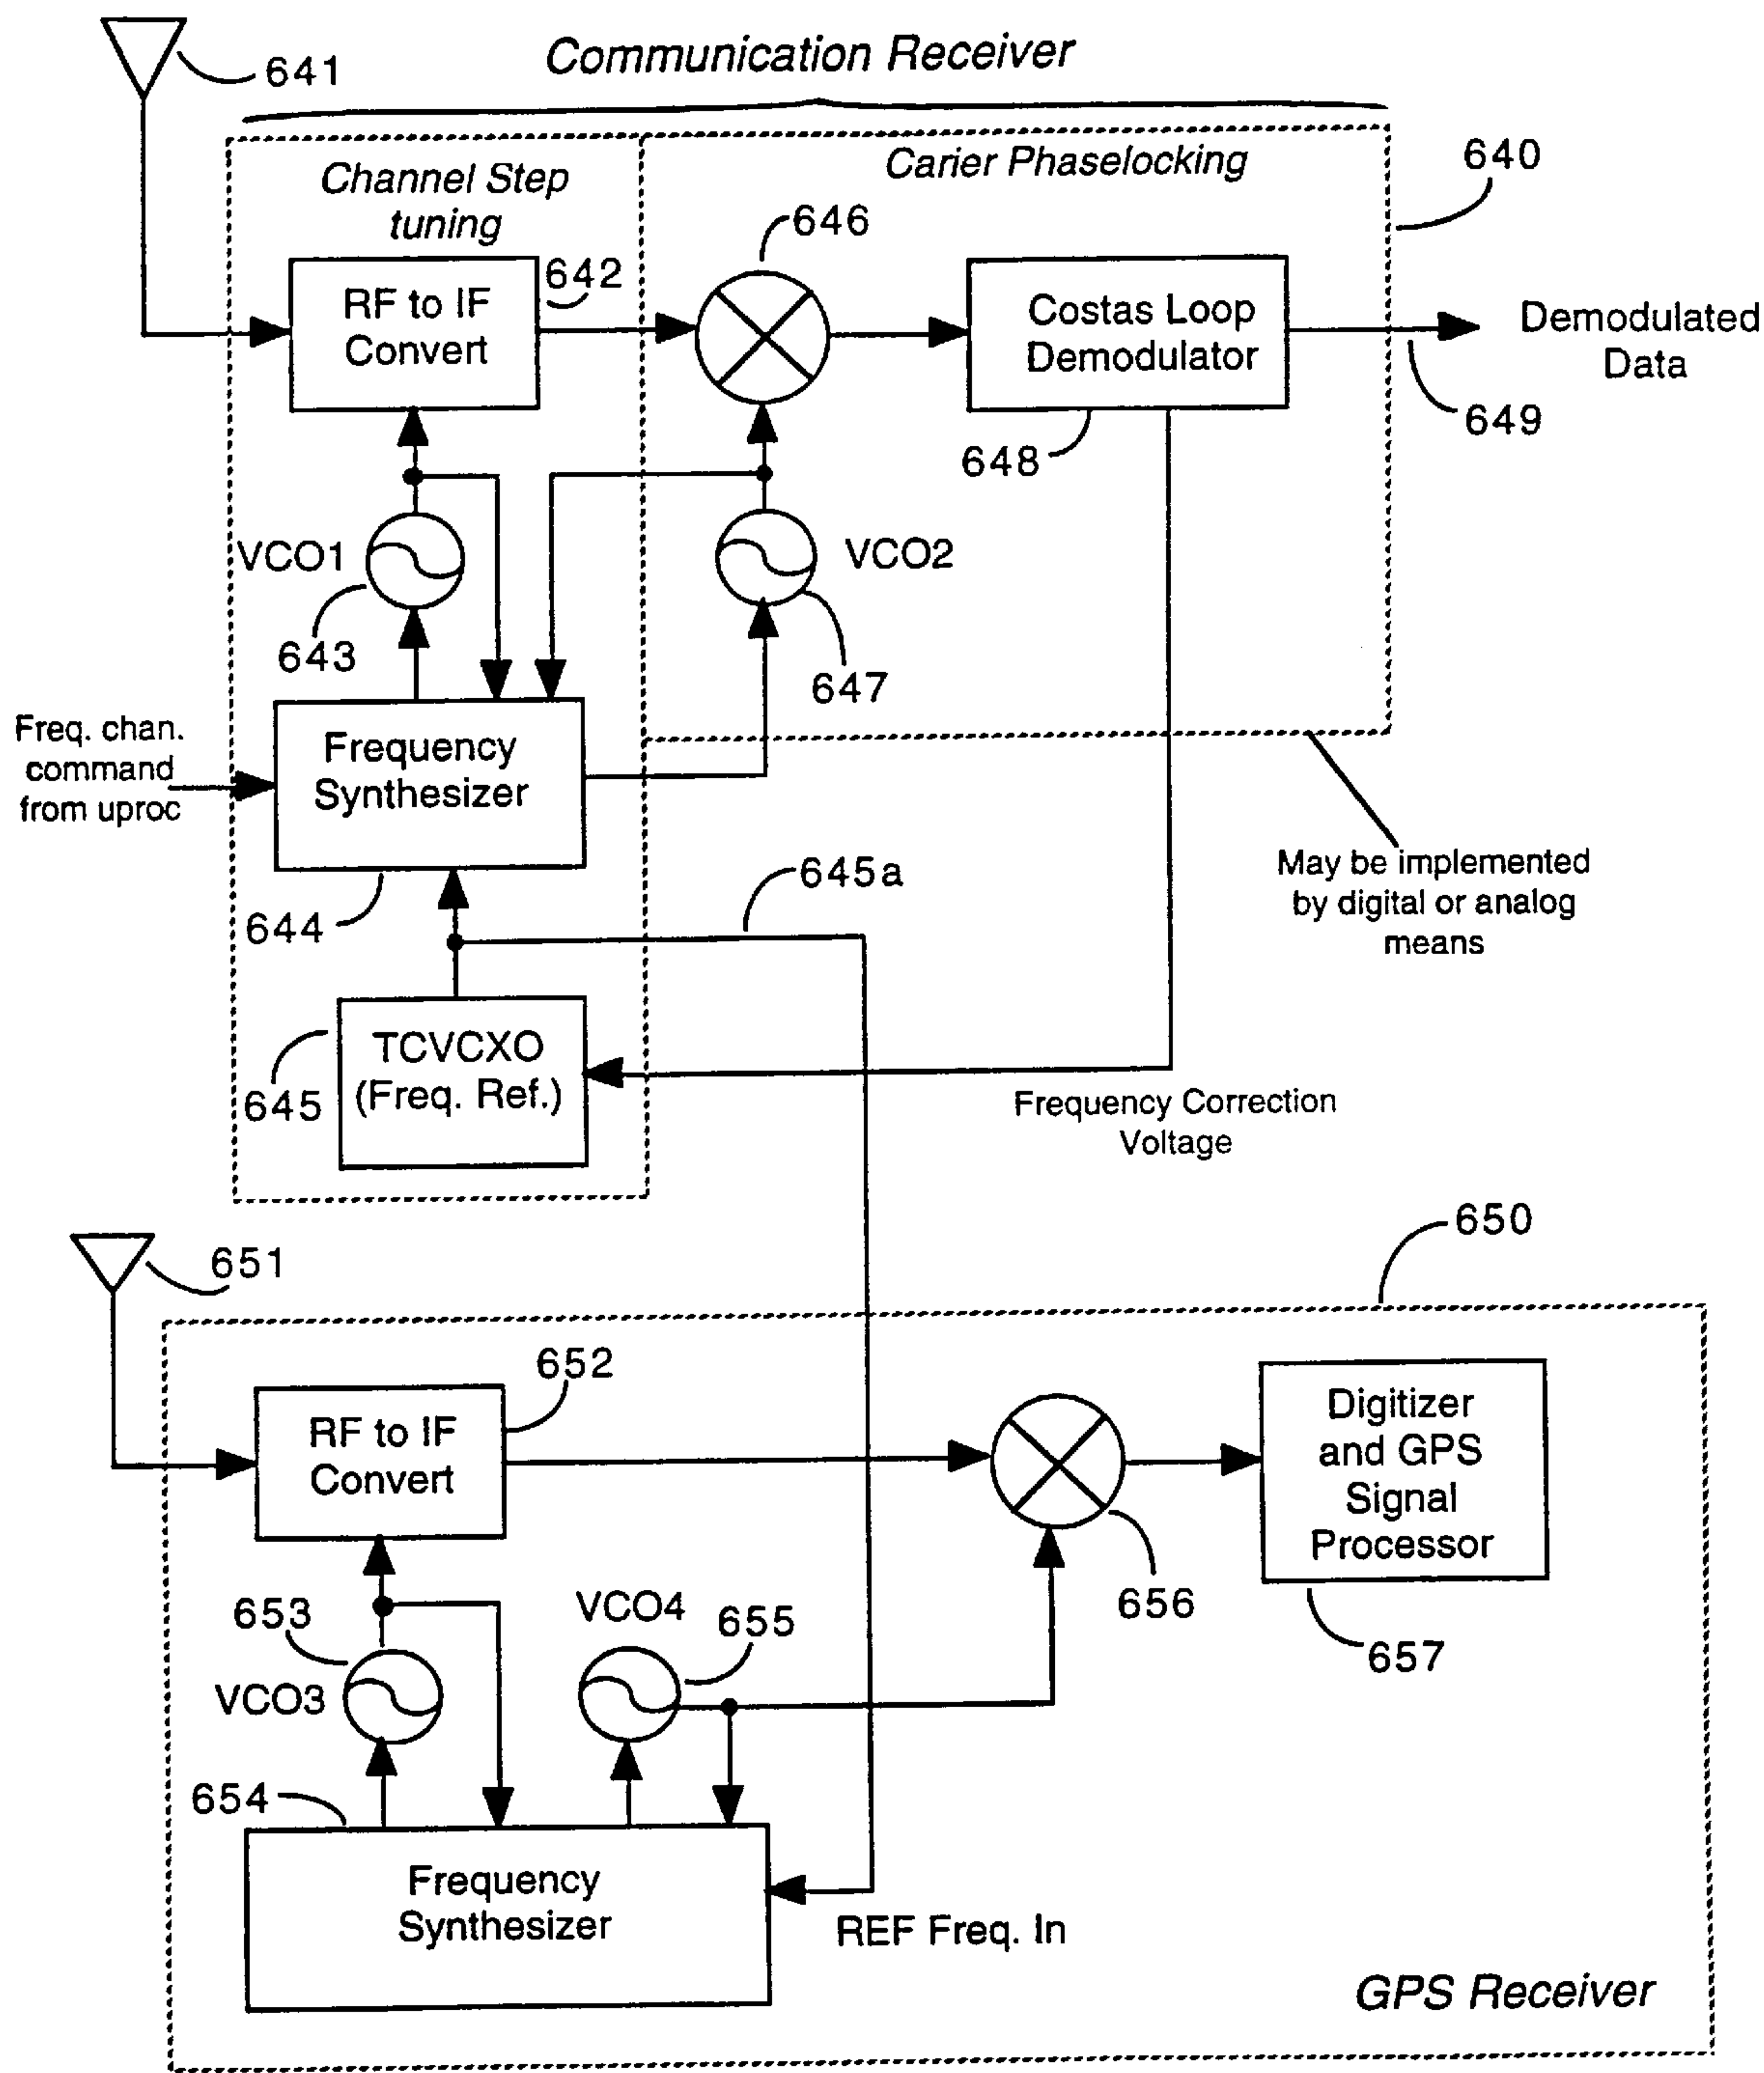 641
Communication Receiver
Channel Step
tuning
Carier Phaselocking
640
646
642
RF to IF
Convert
Costas Loop
Demodulator
Demodulated
Data
649
648
VCO1
VCO2
643
647
Freq. chan.
command
from uproc
Frequency
Synthesizer
645a
May be implemented
by digital or analog
means
644
TCVCXO
(Freq. Ref.)
645
Frequency Correction
Voltage
650
651
652
RF to IF
Convert
Digitizer
and GPS
Signal
Processor
656
657
653
VCO4
655
VCO3
654
Frequency
Synthesizer
REF Freq. In
GPS Receiver